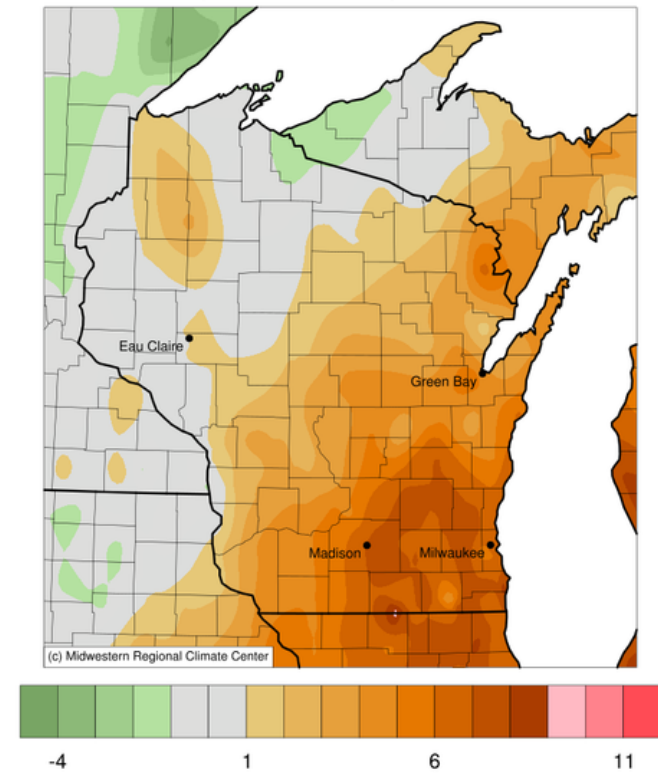 Eau Claire
Green Bay
Madison
Milwaukee
(c) Midwestern Regional Climate Center
-4 1 6 11